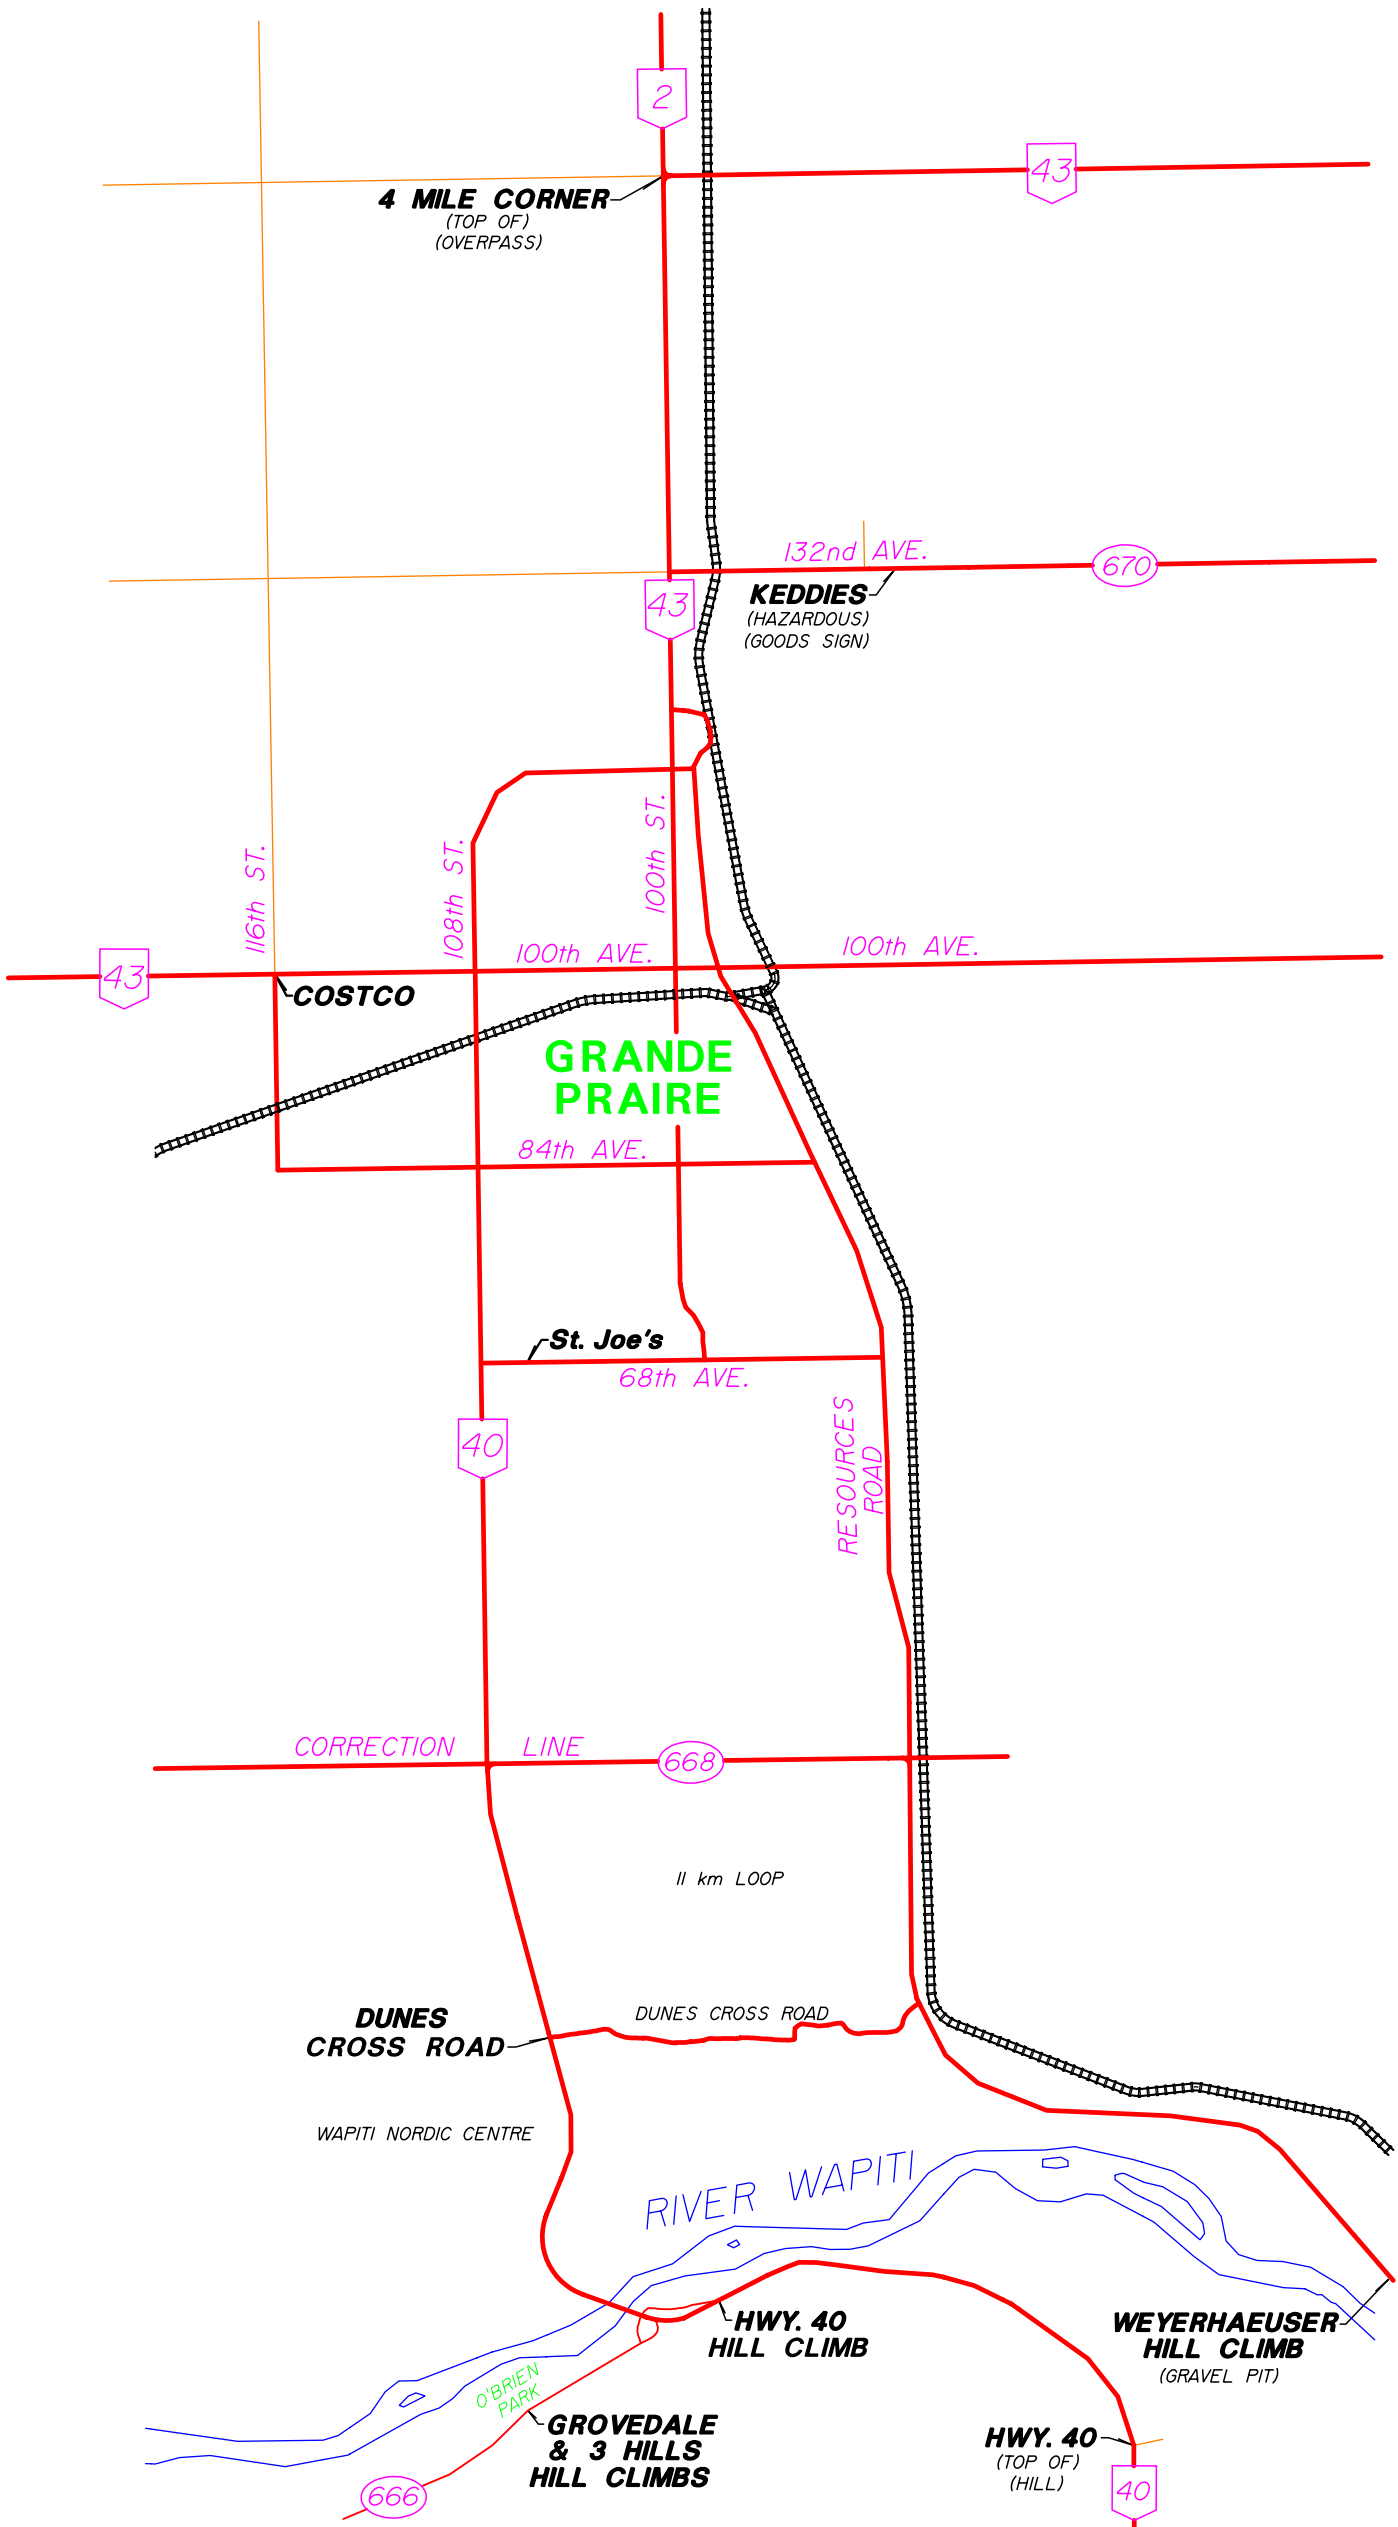 2
43
4 MILE CORNER
(TOP OF)
(OVERPASS)
132nd AVE.
670
KEDDIES
(HAZARDOUS)
(GOODS SIGN)
43
100th ST.
108th ST.
116th ST.
100th AVE.
100th AVE.
43
COSTCO
GRANDE
PRAIRE
84th AVE.
St. Joe's
68th AVE.
40
RESOURCES
ROAD
CORRECTION LINE
668
11 km LOOP
DUNES
CROSS ROAD
DUNES CROSS ROAD
WAPITI NORDIC CENTRE
RIVER WAPITI
HWY. 40
HILL CLIMB
WEYERHAEUSER
HILL CLIMB
(GRAVEL PIT)
O'BRIEN
PARK
GROVEDALE
& 3 HILLS
HILL CLIMBS
HWY. 40
(TOP OF)
(HILL)
666
40